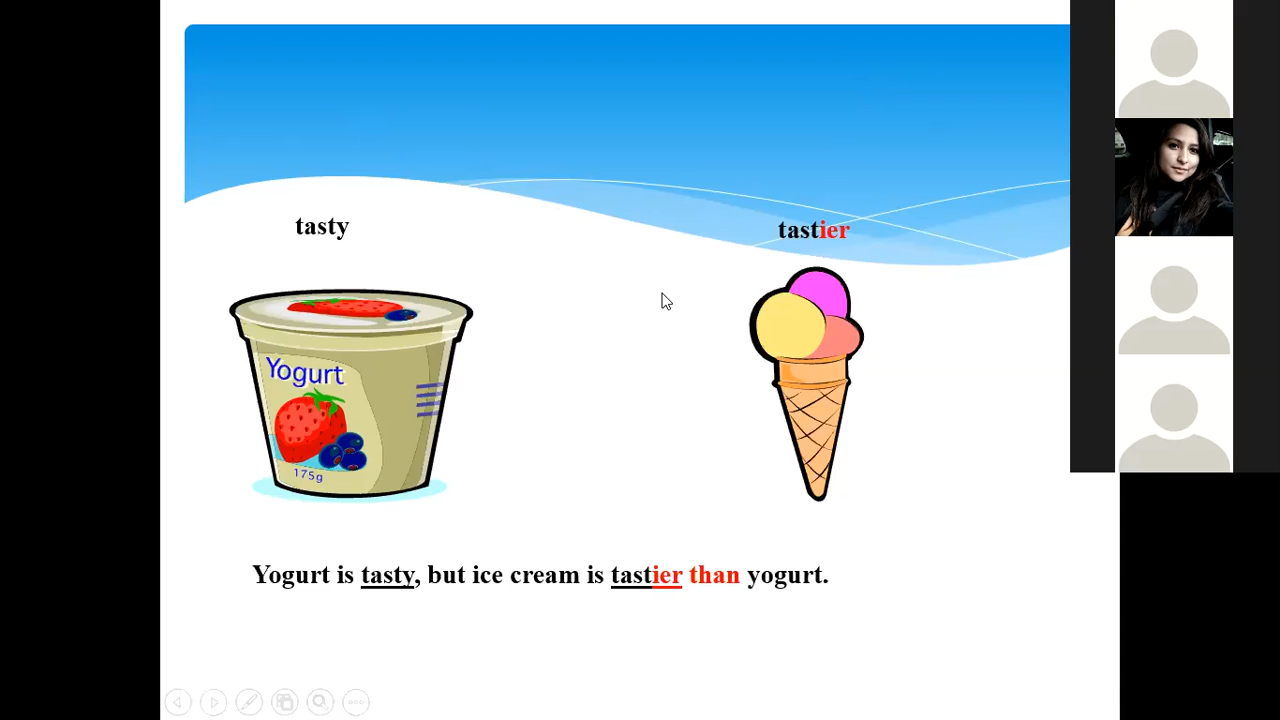 tasty
tastier
Yogurt
175g
Yogurt is tasty, but ice cream is tastier than yogurt.